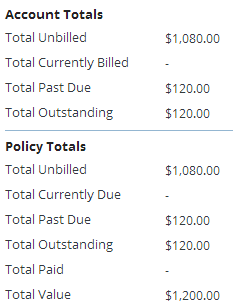 Account Totals
Total Unbilled $1,080.00
Total Currently Billed -
Total Past Due $120.00
Total Outstanding $120.00
Policy Totals
Total Unbilled $1,080.00
Total Currently Due -
Total Past Due $120.00
Total Outstanding $120.00
Total Paid -
Total Value $1,200.00